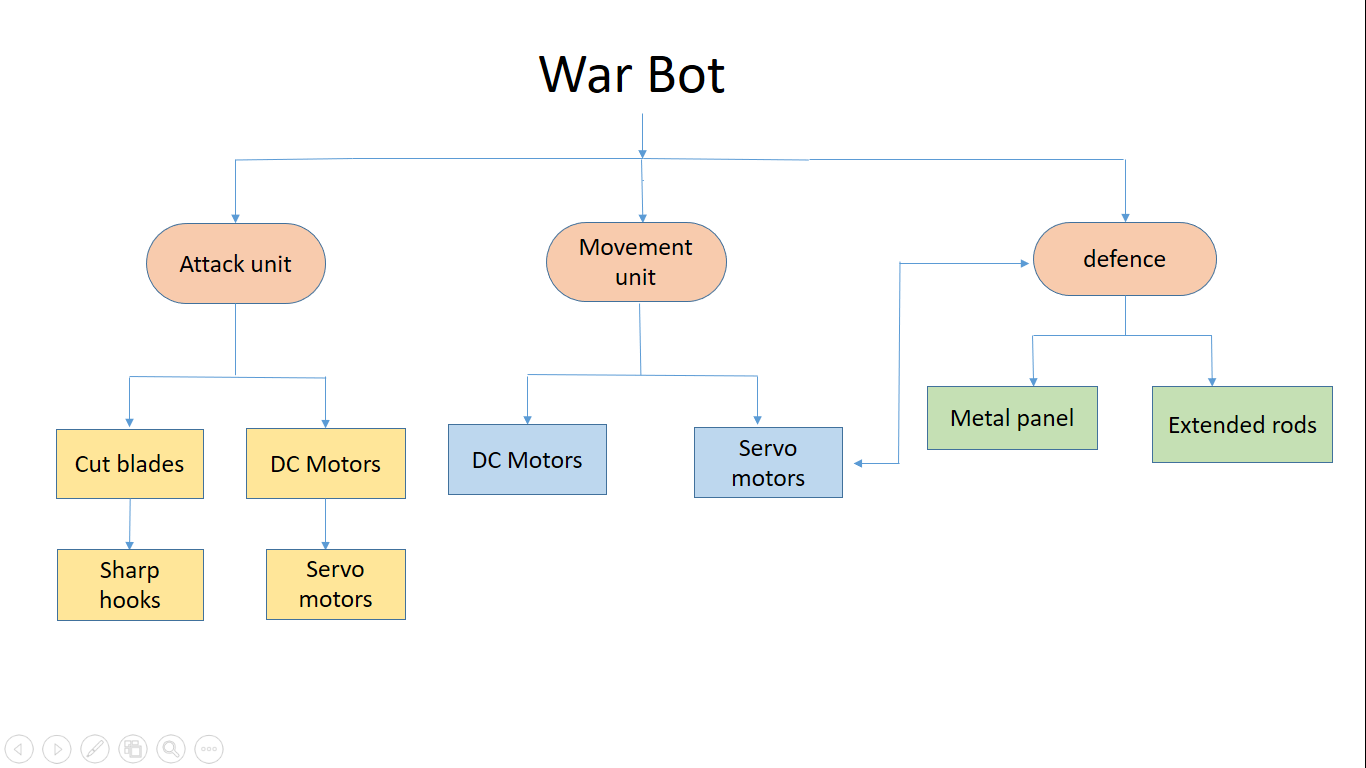 War Bot
Attack unit
Movement
unit
defence
Cut blades
DC Motors
DC Motors
Servo
motors
Metal panel
Extended rods
Sharp
hooks
Servo
motors